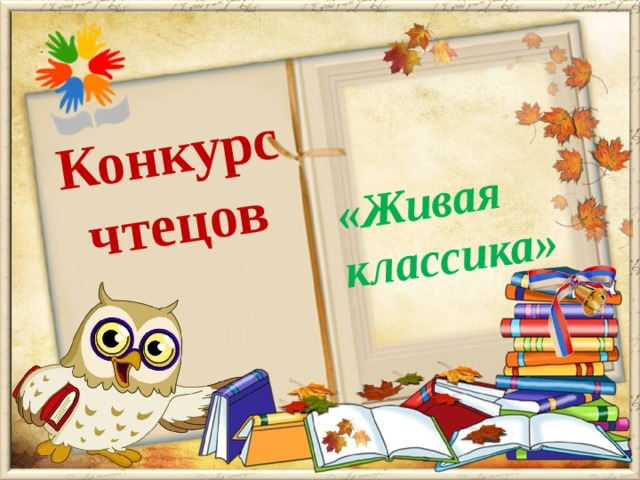 Конкурс
чтецов
«Живая
классика»